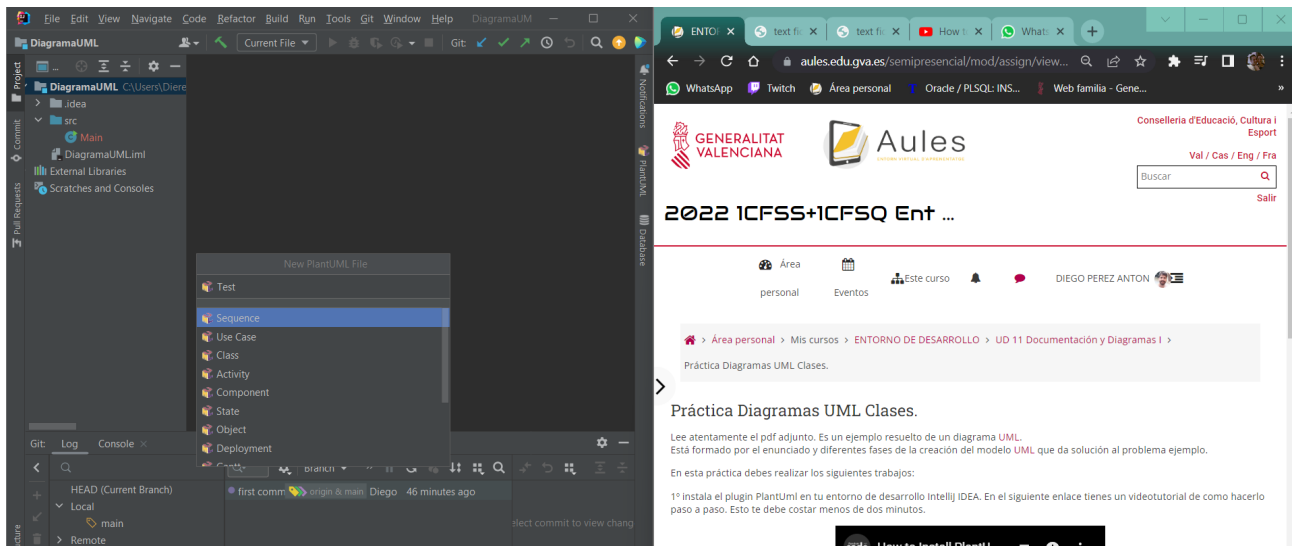 File Edit View Navigate Code Refactor Build Run Tools Git Window Help DiagramaUM
DiagramaUML Current File Git:
Project
DiagramaUML C:\Users\Diere
.idea
src
Main
DiagramaUML.iml
External Libraries
Scratches and Consoles
Commit
Pull Requests
Notifications
PlantUML
Database
New PlantUML File
Test
Sequence
Use Case
Class
Activity
Component
State
Object
Deployment
Git: Log Console
Branch
HEAD (Current Branch)
Local
main
Remote
first comm origin & main Diego 46 minutes ago
elect commit to view chang
ucture
ENTO text fi text fi How t What
aules.edu.gva.es/semipresencial/mod/assign/view...
WhatsApp Twitch Área personal Oracle / PLSQL: INS... Web familia - Gene... »
GENERALITAT
VALENCIANA
Aules
Conselleria d'Educació, Cultura i
Esport
Val / Cas / Eng / Fra
Buscar
Salir
2022 1CFSS+1CFSQ Ent ...
Área
personal
Eventos
Este curso
DIEGO PEREZ ANTON
> Área personal > Mis cursos > ENTORNO DE DESARROLLO > UD 11 Documentación y Diagramas I >
Práctica Diagramas UML Clases.
Práctica Diagramas UML Clases.
Lee atentamente el pdf adjunto. Es un ejemplo resuelto de un diagrama UML.
Está formado por el enunciado y diferentes fases de la creación del modelo UML que da solución al problema ejemplo.
En esta práctica debes realizar los siguientes trabajos:
1º instala el plugin PlantUml en tu entorno de desarrollo Intellij IDEA. En el siguiente enlace tienes un videotutorial de como hacerlo
paso a paso. Esto te debe costar menos de dos minutos.
How to Install PlantU